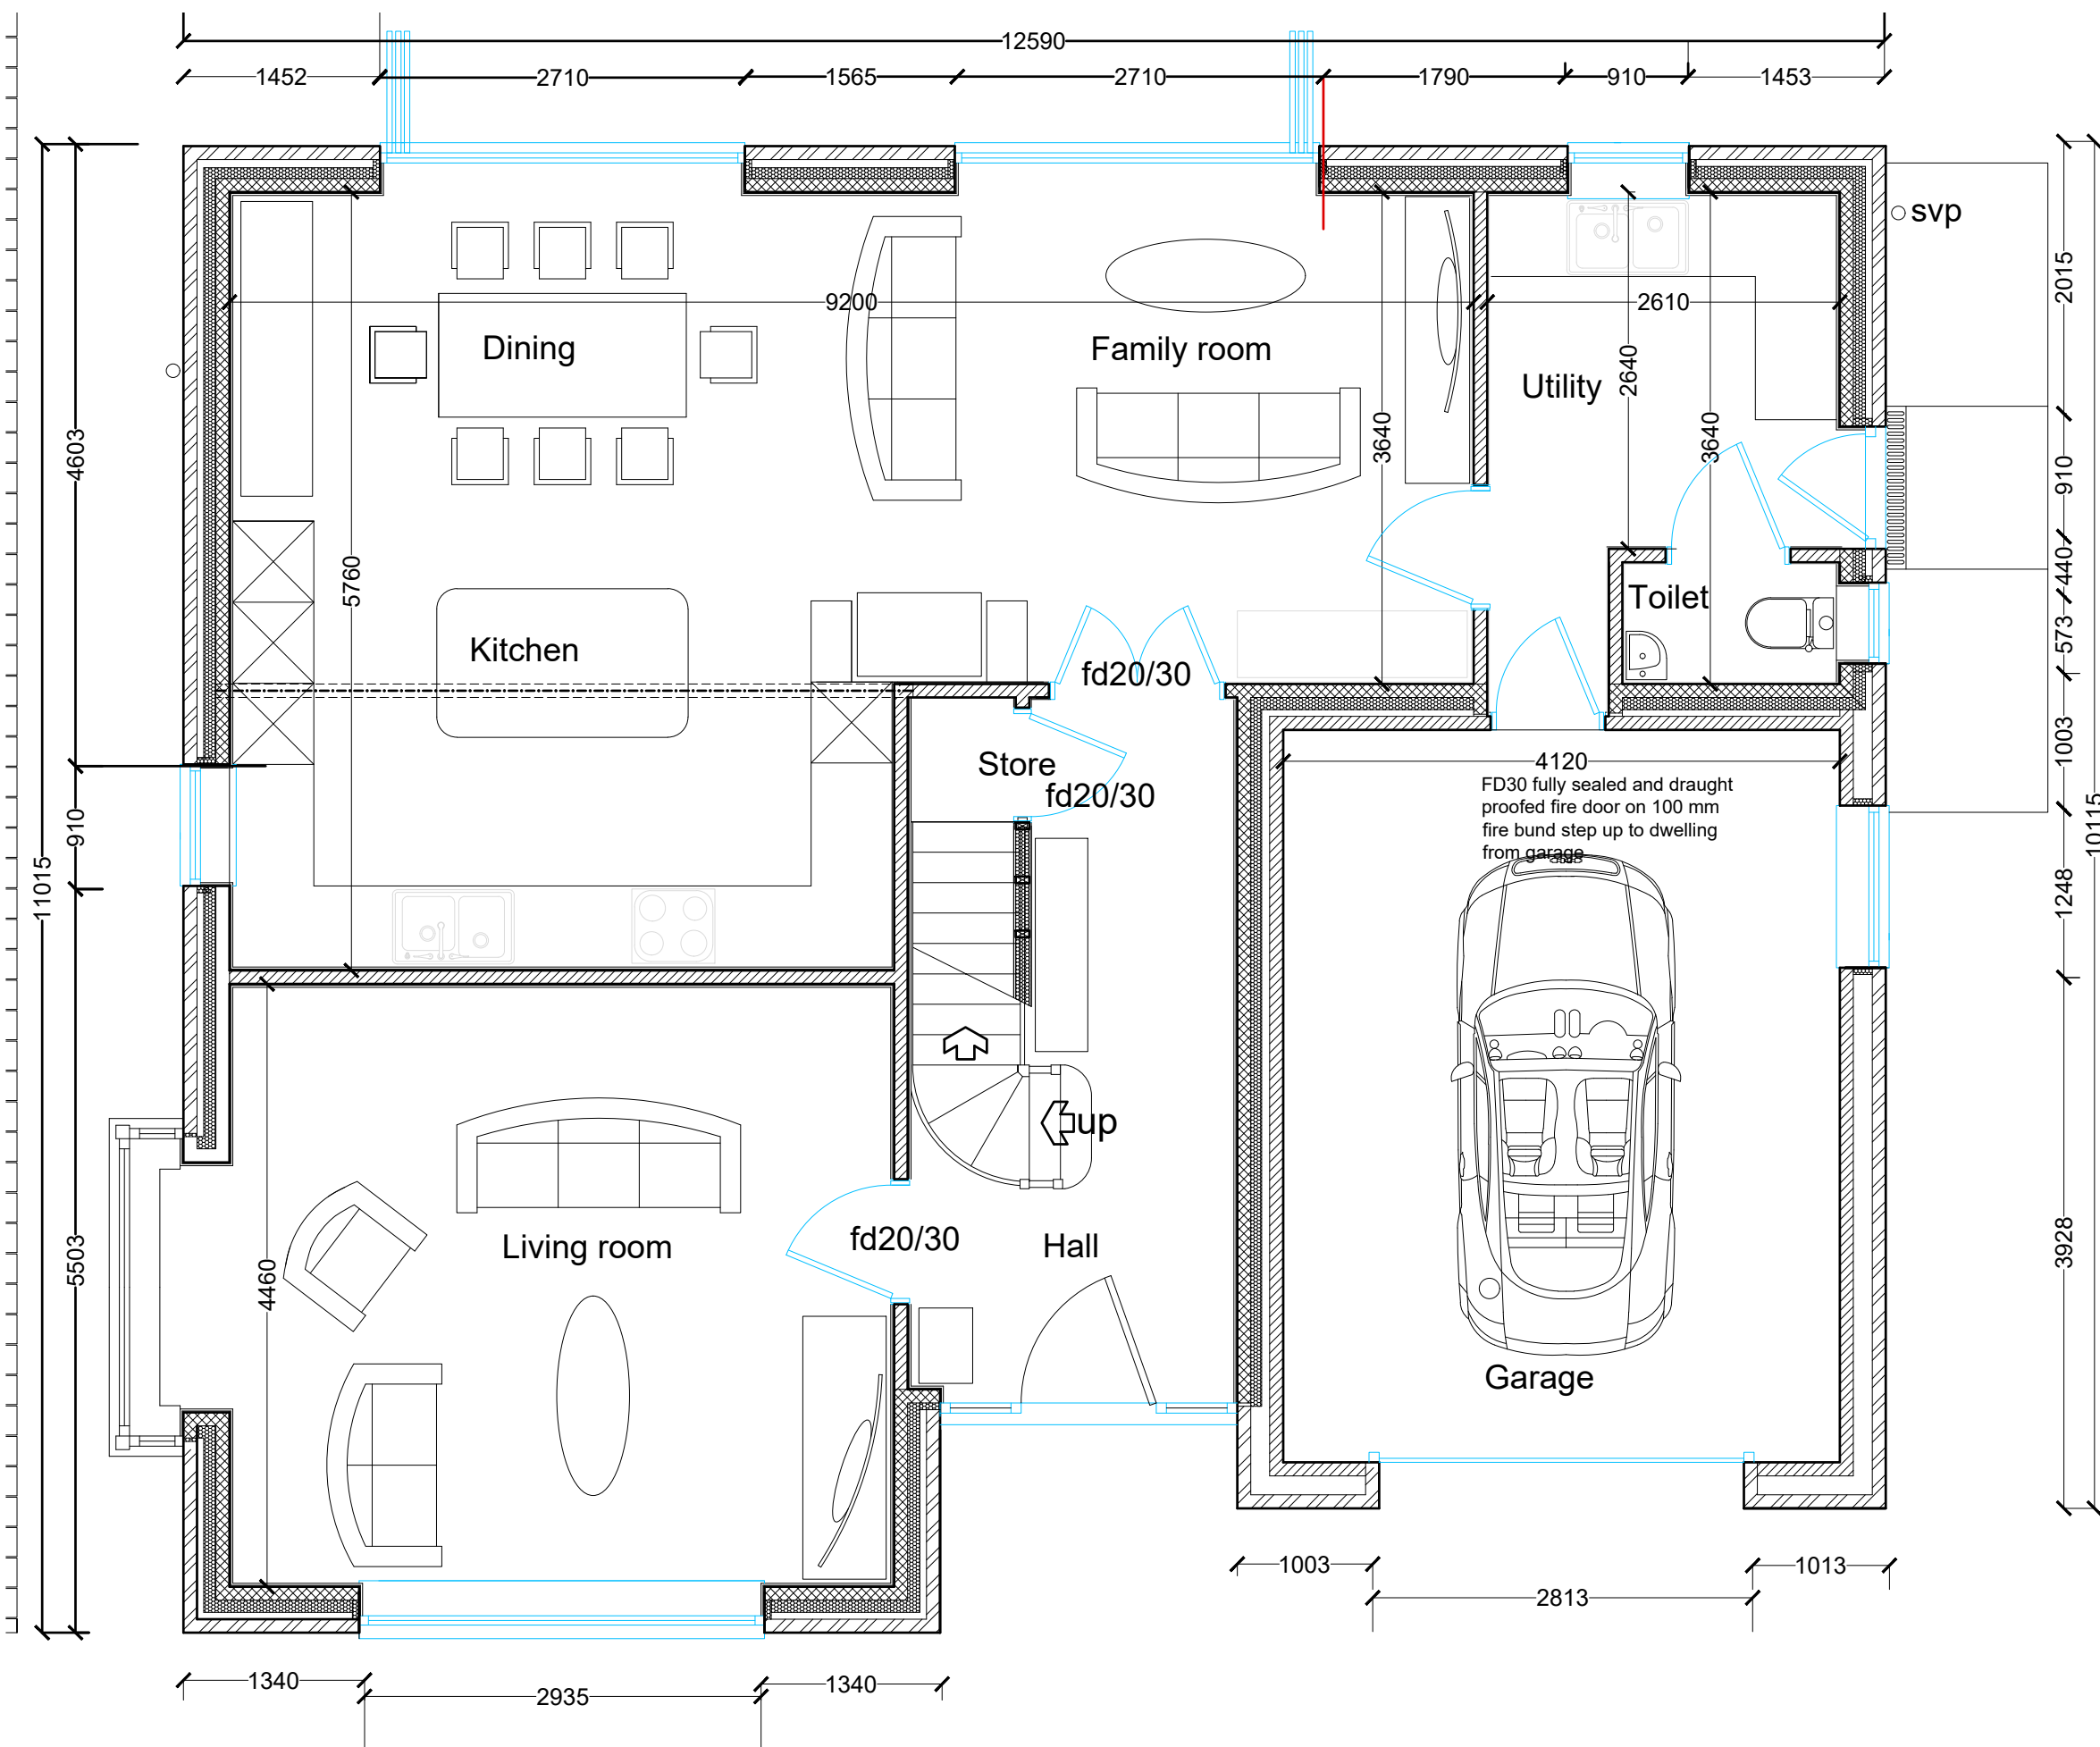 12590
1452
2710
1565
2710
1790
910
1453
svp
2015
9200
2610
Dining
Family room
2640
Utility
4603
3640
3640
910
440
5760
Toilet
573
Kitchen
fd20/30
1003
Store
4120
fd20/30
FD30 fully sealed and draught
proofed fire door on 100 mm
fire bund step up to dwelling
from garage
910
10115
11015
1248
up
Living room
fd20/30
Hall
5503
4460
3928
Garage
1003
1013
2813
1340
1340
2935